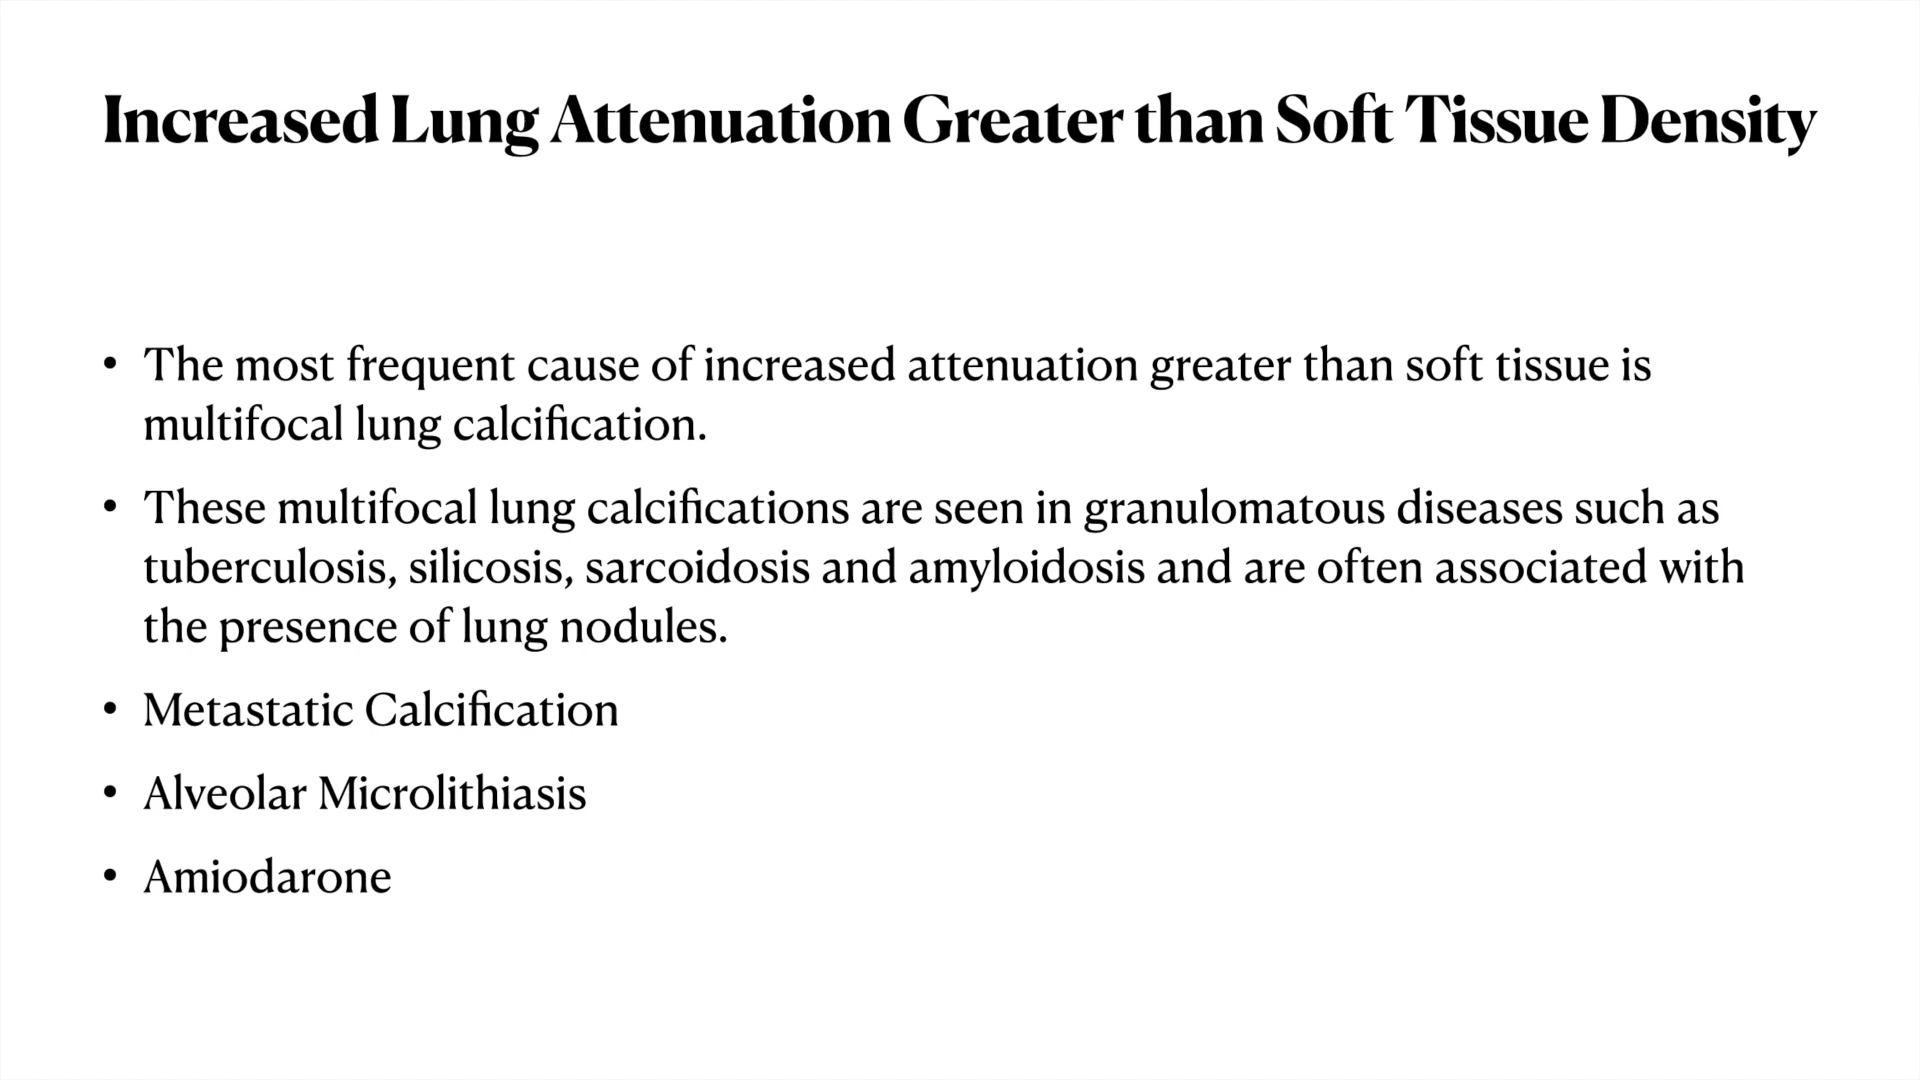 Increased Lung Attenuation Greater than Soft Tissue Density
• The most frequent cause of increased attenuation greater than soft tissue is
multifocal lung calcification.
• These multifocal lung calcifications are seen in granulomatous diseases such as
tuberculosis, silicosis, sarcoidosis and amyloidosis and are often associated with
the presence of lung nodules.
• Metastatic Calcification
• Alveolar Microlithiasis
• Amiodarone